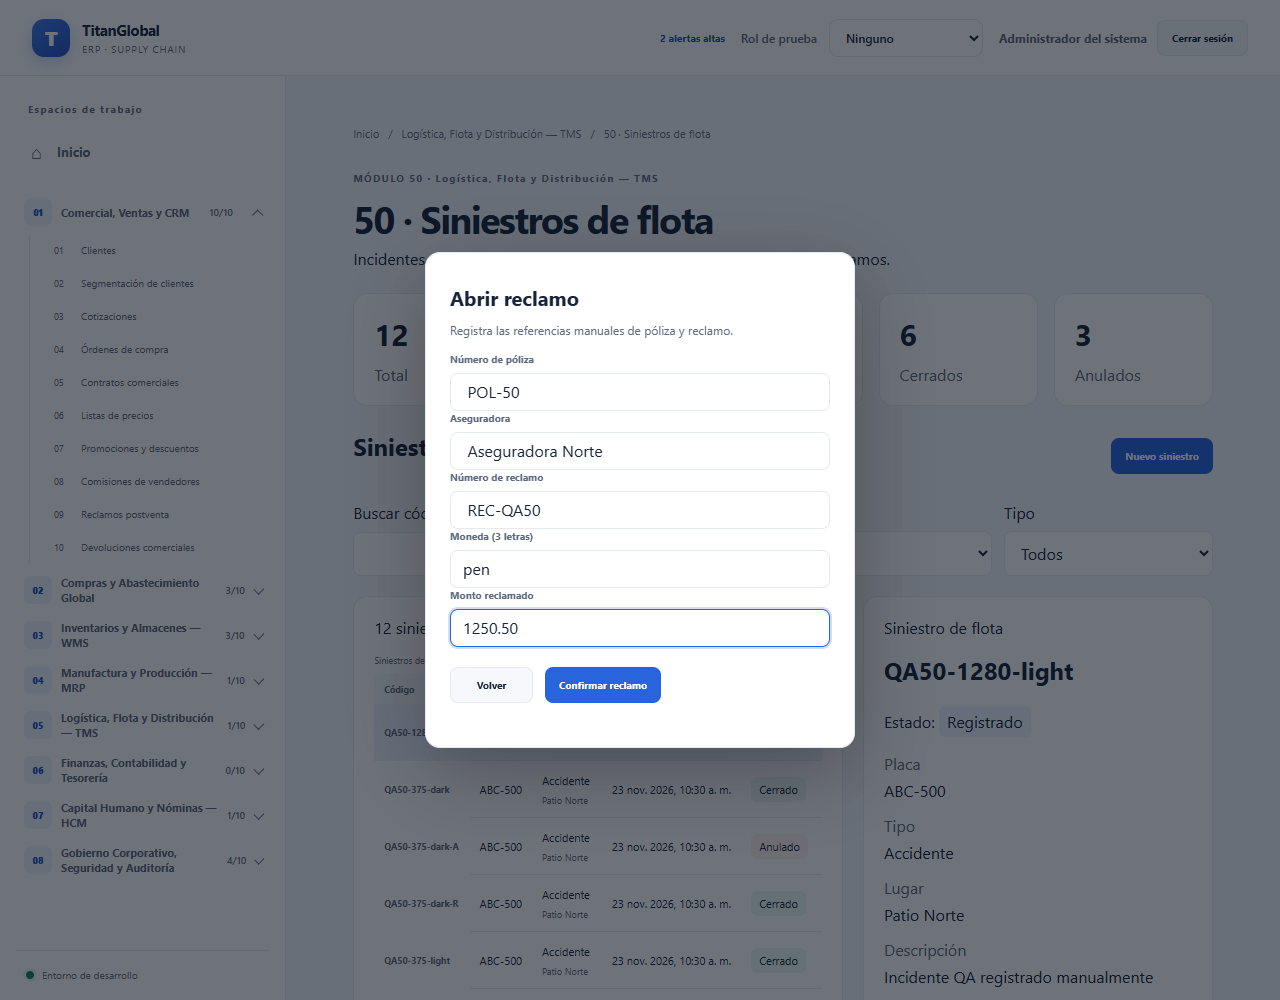 T
TitanGlobal
ERP · SUPPLY CHAIN
2 alertas altas
Rol de prueba
Ninguno
Administrador del sistema
Cerrar sesión
Espacios de trabajo
Inicio
01 Comercial, Ventas y CRM 10/10
01 Clientes
02 Segmentación de clientes
03 Cotizaciones
04 Órdenes de compra
05 Contratos comerciales
06 Listas de precios
07 Promociones y descuentos
08 Comisiones de vendedores
09 Reclamos postventa
10 Devoluciones comerciales
02 Compras y Abastecimiento Global 3/10
03 Inventarios y Almacenes — WMS 3/10
04 Manufactura y Producción — MRP 1/10
05 Logística, Flota y Distribución — TMS 1/10
06 Finanzas, Contabilidad y Tesorería 0/10
07 Capital Humano y Nóminas — HCM 1/10
08 Gobierno Corporativo, Seguridad y Auditoría 4/10
Entorno de desarrollo
Inicio / Logística, Flota y Distribución — TMS / 50 · Siniestros de flota
MÓDULO 50 · Logística, Flota y Distribución — TMS
50 · Siniestros de flota
Incidentes
12
Total
6
Cerrados
3
Anulados
Nuevo siniestro
Tipo
Todos
Abrir reclamo
Registra las referencias manuales de póliza y reclamo.
Número de póliza
POL-50
Aseguradora
Aseguradora Norte
Número de reclamo
REC-QA50
Moneda (3 letras)
pen
Monto reclamado
1250.50
Volver
Confirmar reclamo
Buscar
12
Siniestros de
Código
QA50-375-dark ABC-500 Accidente Patio Norte 23 nov. 2026, 10:30 a. m. Cerrado
QA50-375-dark-A ABC-500 Accidente Patio Norte 23 nov. 2026, 10:30 a. m. Anulado
QA50-375-dark-R ABC-500 Accidente Patio Norte 23 nov. 2026, 10:30 a. m. Cerrado
QA50-375-light ABC-500 Accidente Patio Norte 23 nov. 2026, 10:30 a. m. Cerrado
Siniestro de flota
QA50-1280-light
Estado: Registrado
Placa
ABC-500
Tipo
Accidente
Lugar
Patio Norte
Descripción
Incidente QA registrado manualmente